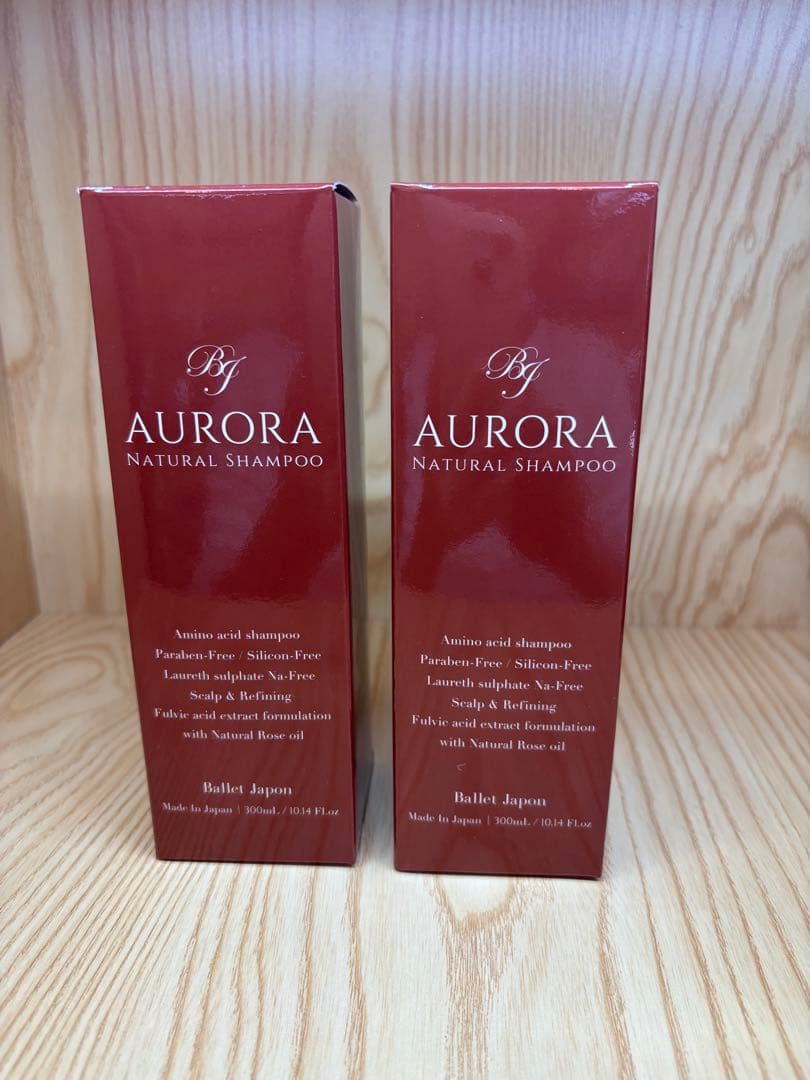 BJ
AURORA
NATURAL SHAMPOO
Amino acid shampoo
Paraben-Free / Silicon-Free
Laureth sulphate Na-Free
Scalp & Refining
Fulvic acid extract formulation
with Natural Rose oil
Ballet Japon
Made In Japan | 300mL / 10.14 Fl.oz
BJ
AURORA
NATURAL SHAMPOO
Amino acid shampoo
Paraben-Free / Silicon-Free
Laureth sulphate Na-Free
Scalp & Refining
Fulvic acid extract formulation
with Natural Rose oil
Ballet Japon
Made In Japan | 300mL / 10.14 Fl.oz